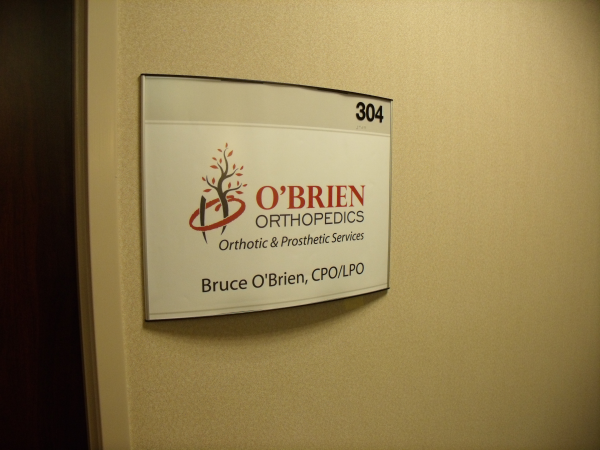 304
O'BRIEN
ORTHOPEDICS
Orthotic & Prosthetic Services
Bruce O'Brien, CPO/LPO